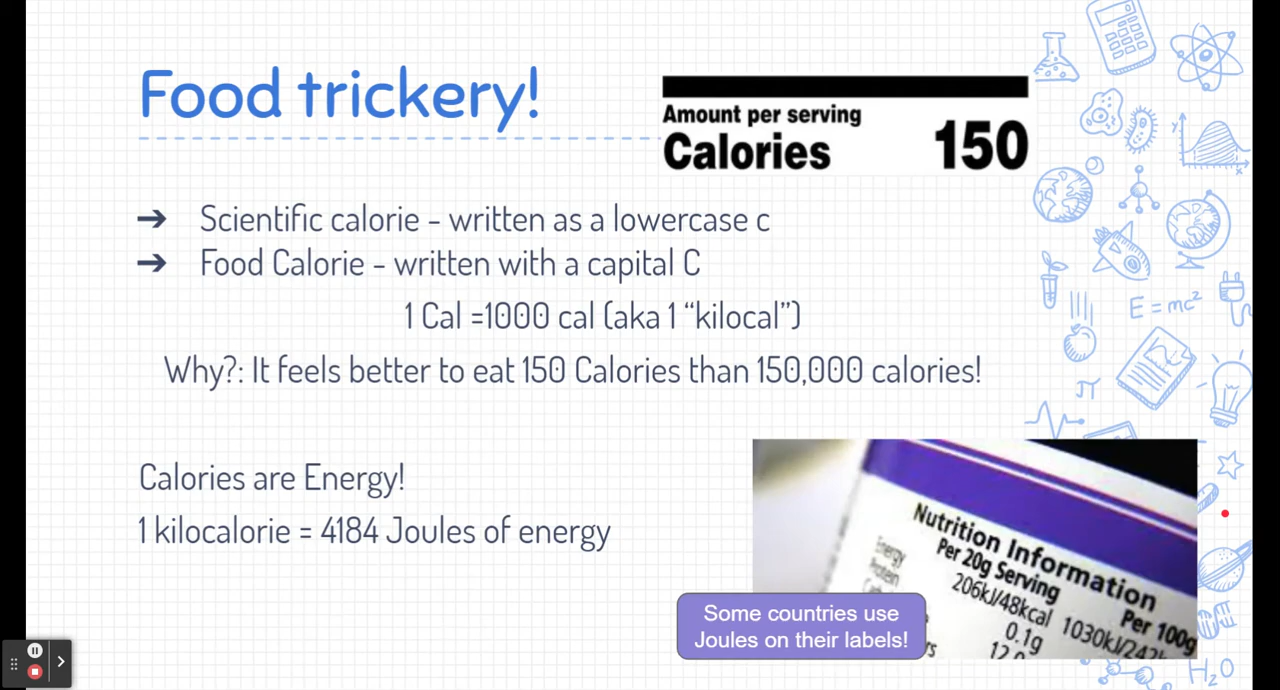 Food trickery!
Amount per serving
Calories 150
➔ Scientific calorie – written as a lowercase c
➔ Food Calorie – written with a capital C
1 Cal =1000 cal (aka 1 “kilocal”)
Why?: It feels better to eat 150 Calories than 150,000 calories!
Calories are Energy!
1 kilocalorie = 4184 Joules of energy
Nutrition Information
Per 20g Serving Per 100g
Energy 206kJ/48kcal 1030kJ/242k
Protein 0.1g
Some countries use
Joules on their labels!
E = mc²
π
y
x
H₂O